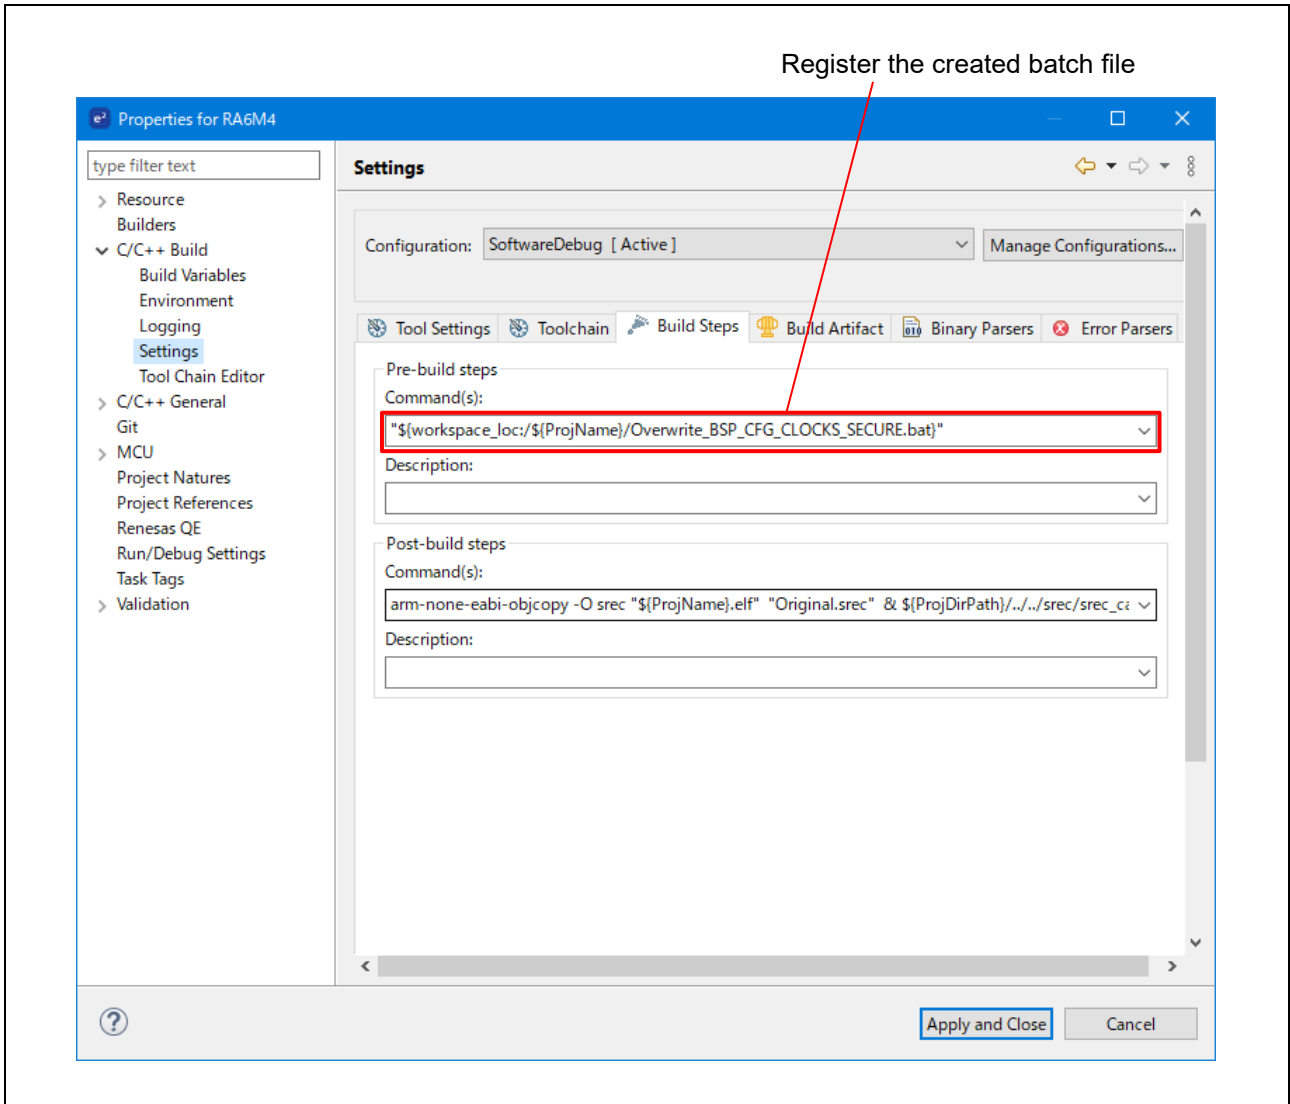 Register the created batch file
e² Properties for RA6M4
type filter text
Resource
Builders
C/C++ Build
Build Variables
Environment
Logging
Settings
Tool Chain Editor
C/C++ General
Git
MCU
Project Natures
Project References
Renesas QE
Run/Debug Settings
Task Tags
Validation
Settings
Configuration: SoftwareDebug [ Active ] Manage Configurations...
Tool Settings Toolchain Build Steps Build Artifact 010 Binary Parsers Error Parsers
Pre-build steps
Command(s):
"${workspace_loc:/${ProjName}/Overwrite_BSP_CFG_CLOCKS_SECURE.bat}"
Description:
Post-build steps
Command(s):
arm-none-eabi-objcopy -O srec "${ProjName}.elf" "Original.srec" & ${ProjDirPath}/../../srec/srec_ca
Description:
? Apply and Close Cancel